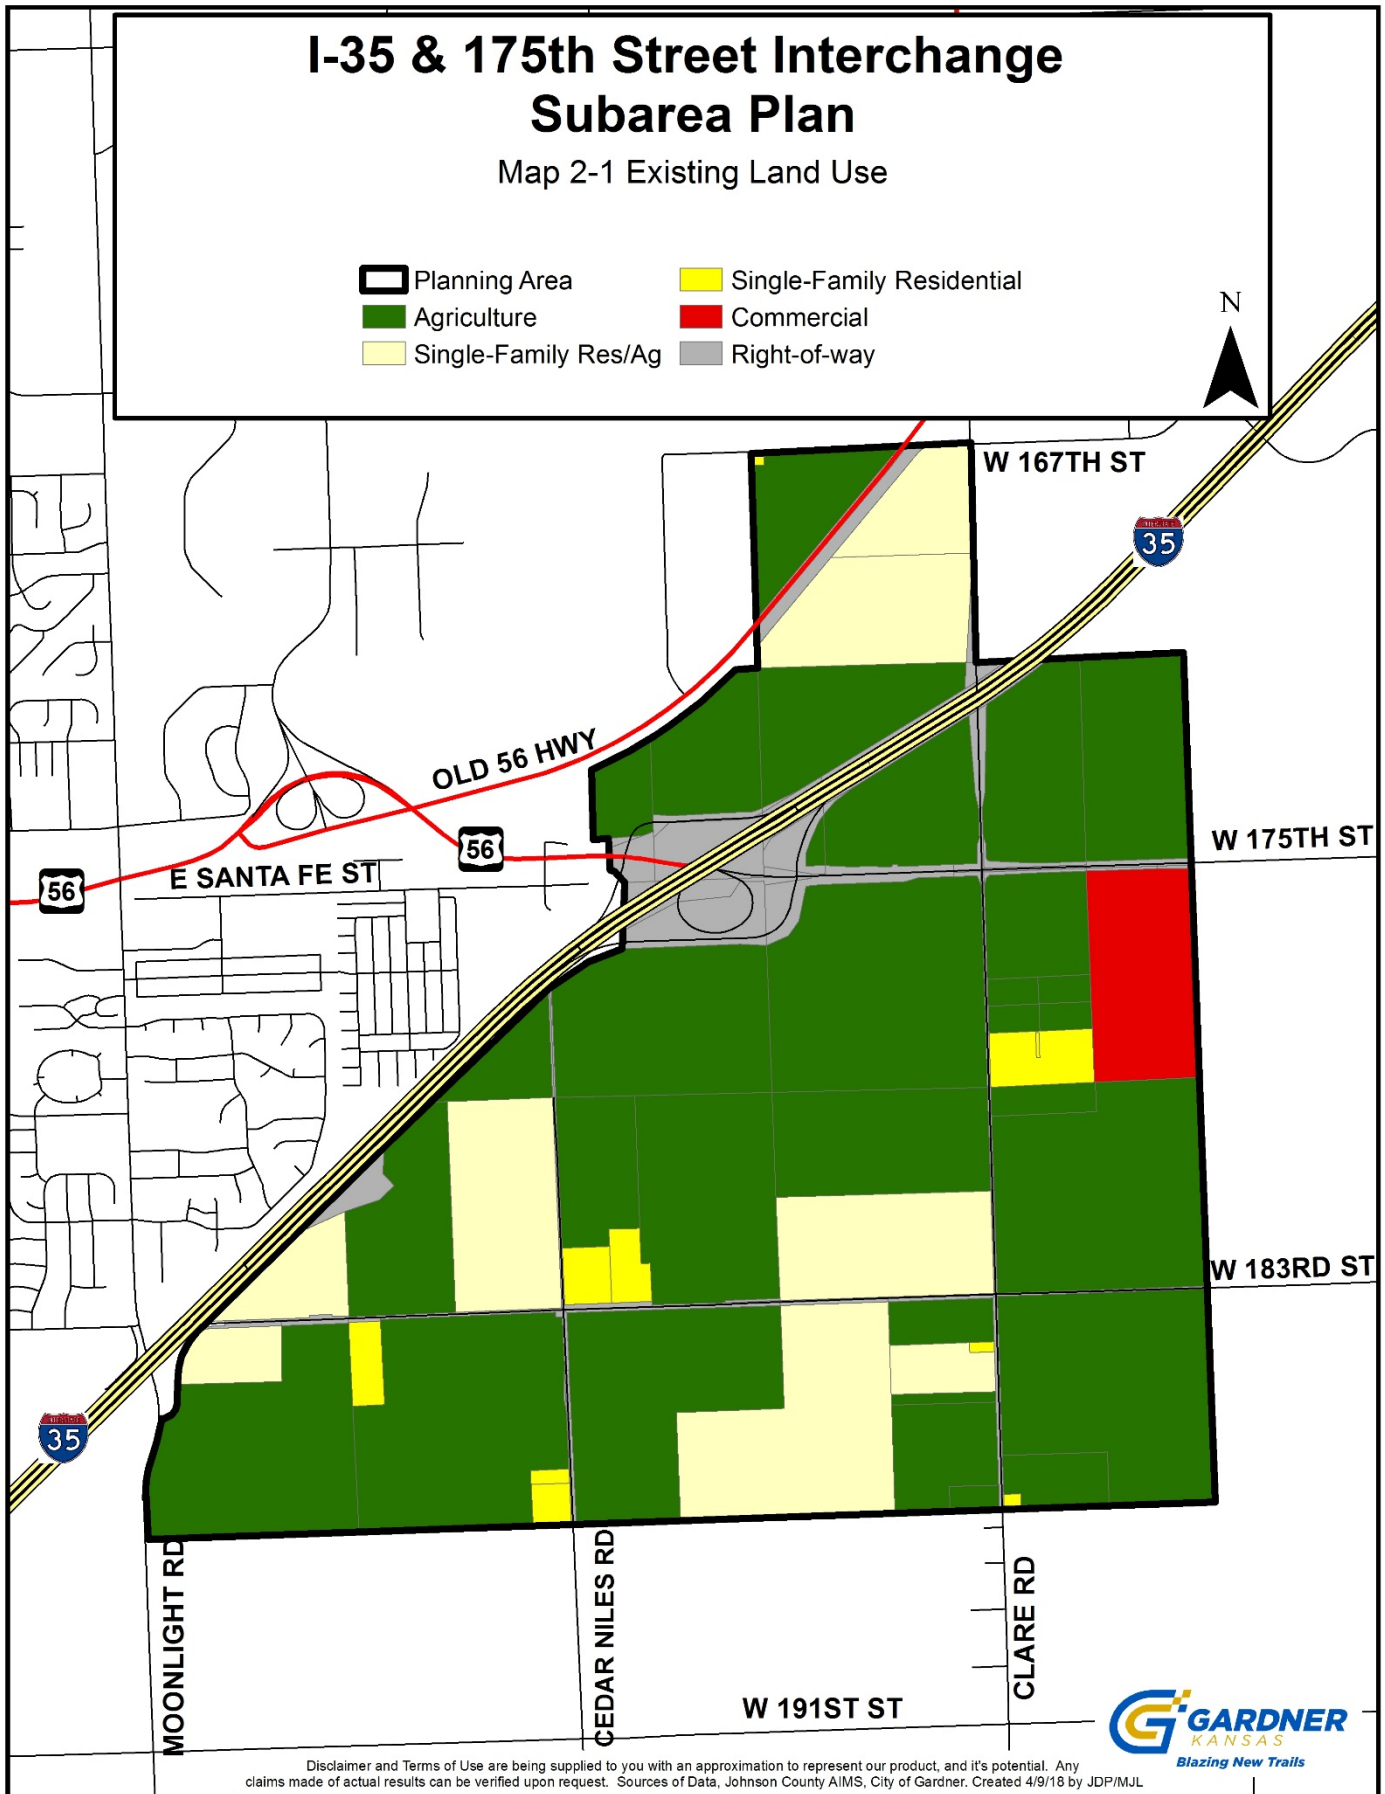 I-35 & 175th Street Interchange
Subarea Plan
Map 2-1 Existing Land Use
Planning Area
Single-Family Residential
Agriculture
Commercial
Single-Family Res/Ag
Right-of-way
N
W 167TH ST
35
OLD 56 HWY
W 175TH ST
56
56
E SANTA FE ST
W 183RD ST
35
MOONLIGHT RD
CEDAR NILES RD
CLARE RD
W 191ST ST
GARDNER
KANSAS
Blazing New Trails
Disclaimer and Terms of Use are being supplied to you with an approximation to represent our product, and it's potential. Any
claims made of actual results can be verified upon request. Sources of Data, Johnson County AIMS, City of Gardner. Created 4/9/18 by JDP/MJL